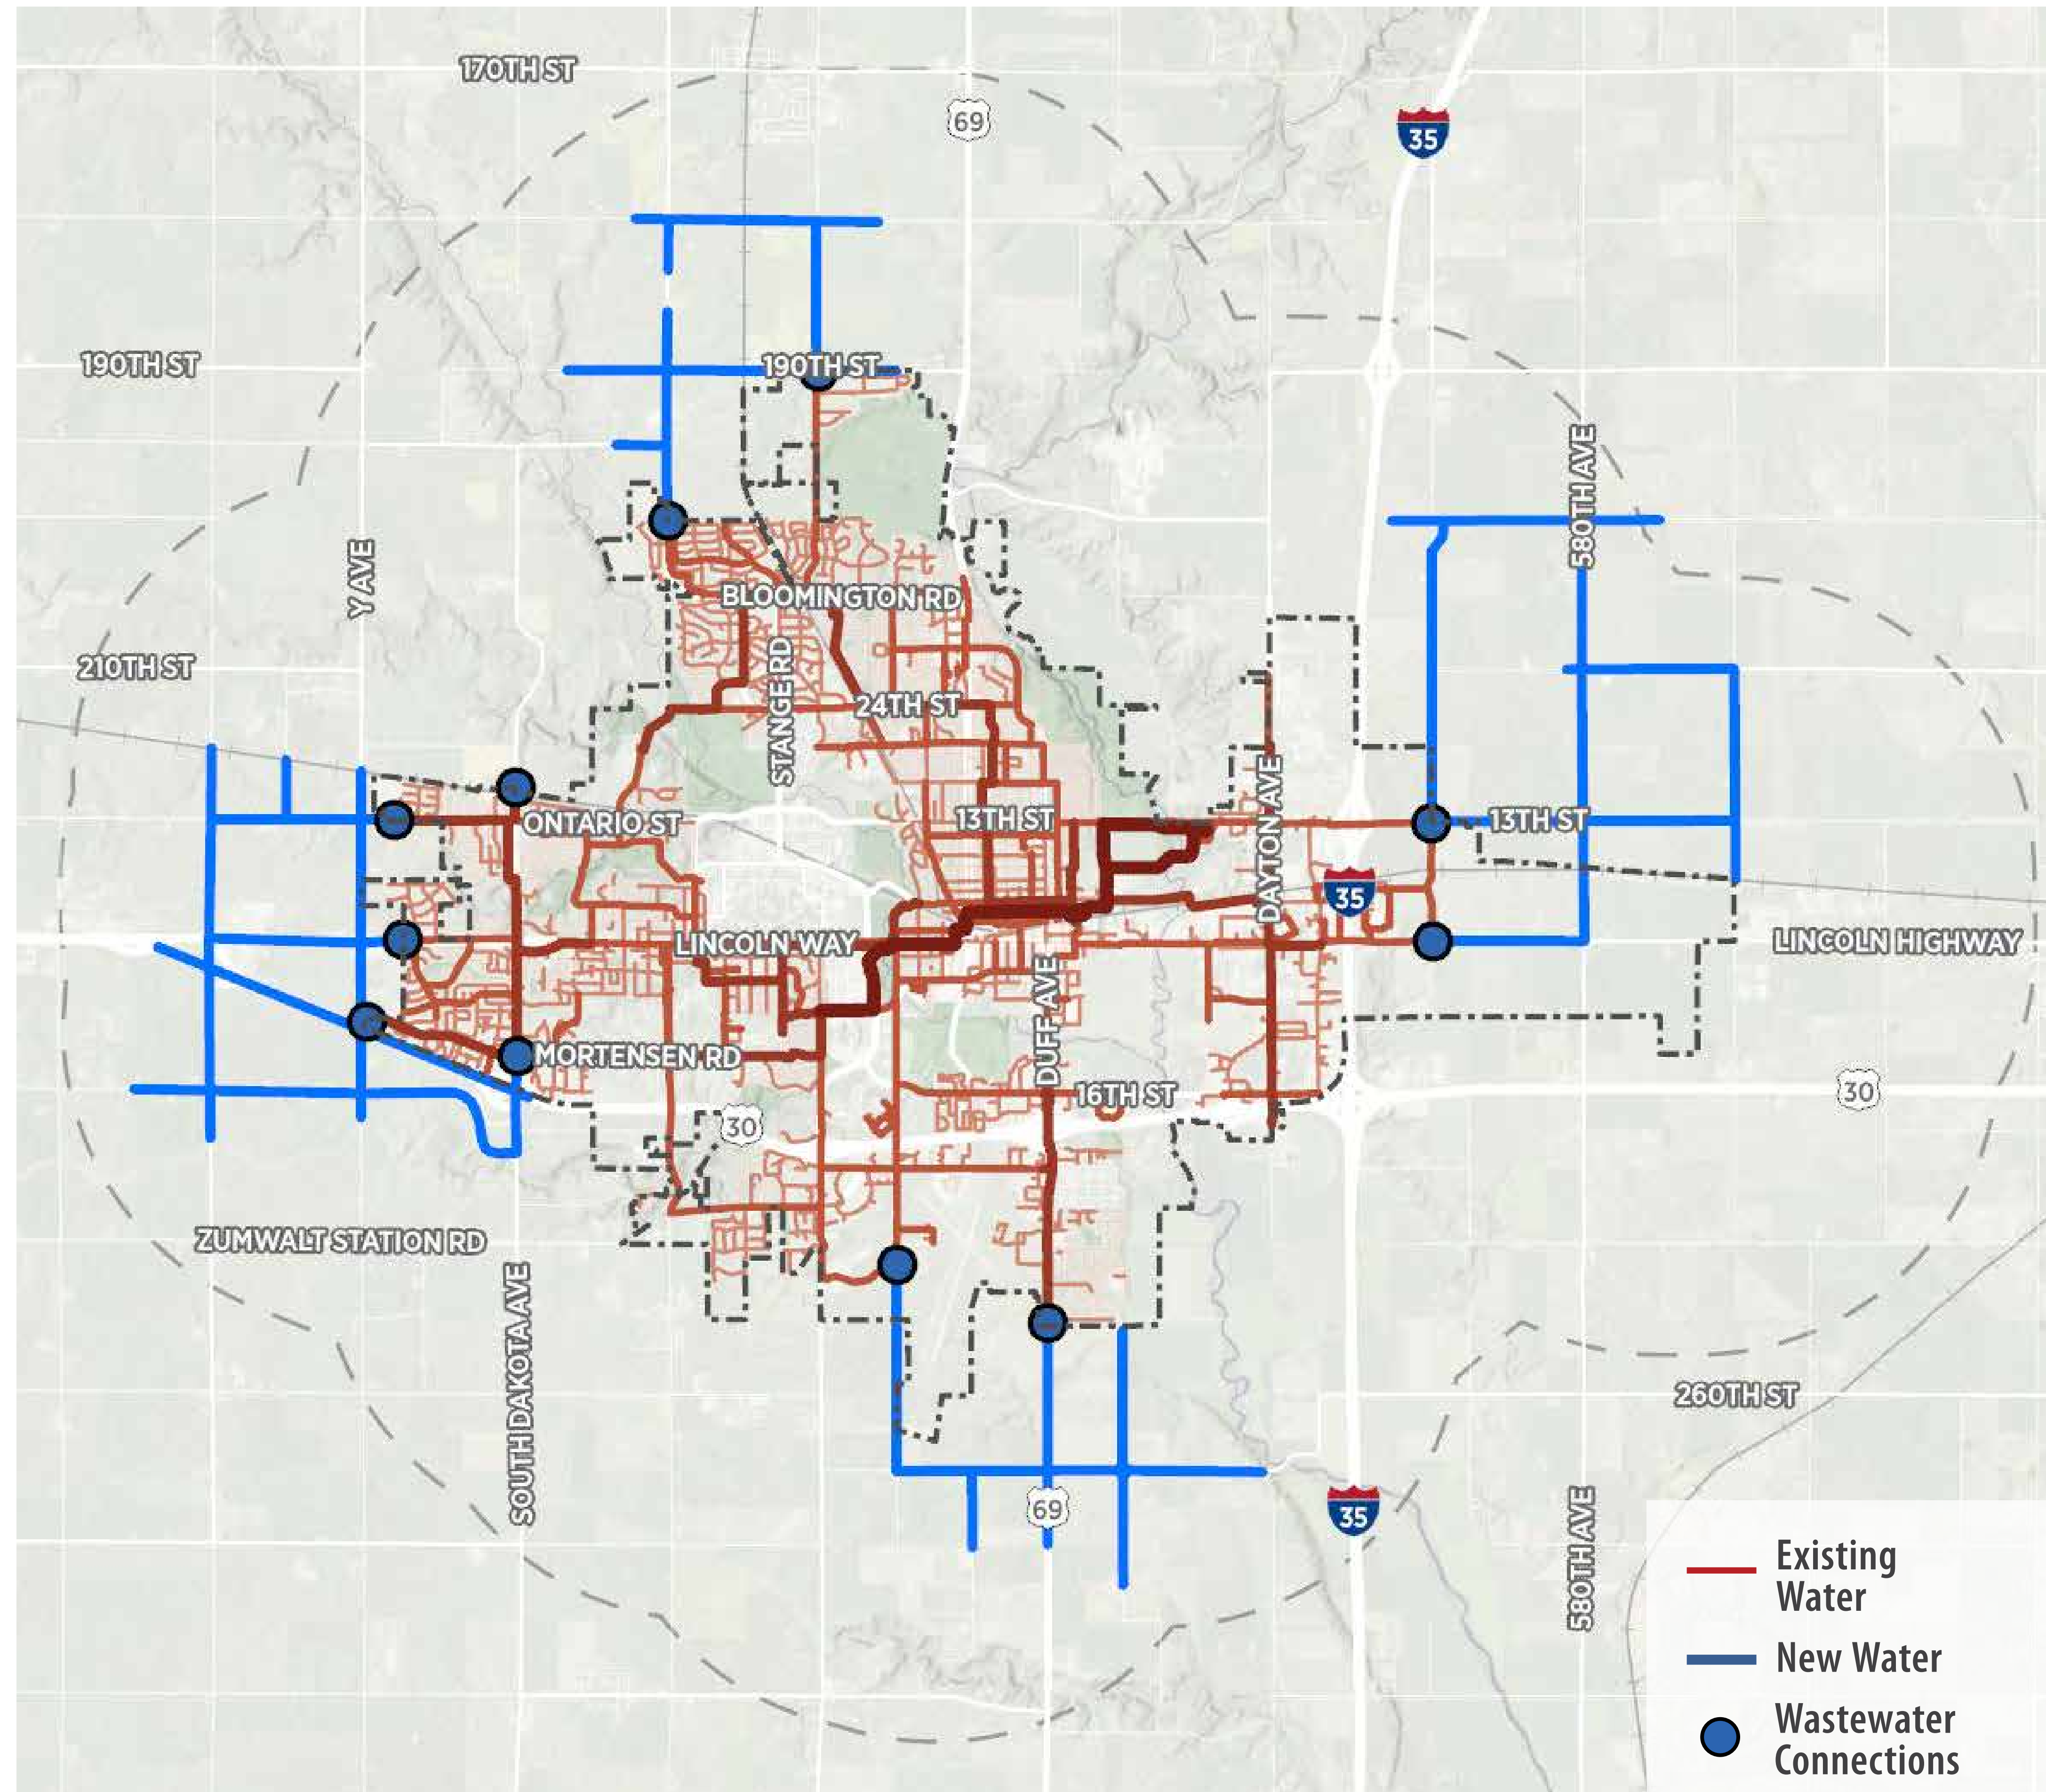 170TH ST
69
35
190TH ST
190TH ST
580TH AVE
Y AVE
BLOOMINGTON RD
210TH ST
STANGE RD
24TH ST
ONTARIO ST
13TH ST
DAYTON AVE
13TH ST
35
LINCOLN WAY
LINCOLN HIGHWAY
DUFF AVE
MORTENSEN RD
16TH ST
30
30
ZUMWALT STATION RD
SOUTH DAKOTA AVE
260TH ST
69
35
580TH AVE
Existing
Water
New Water
Wastewater
Connections